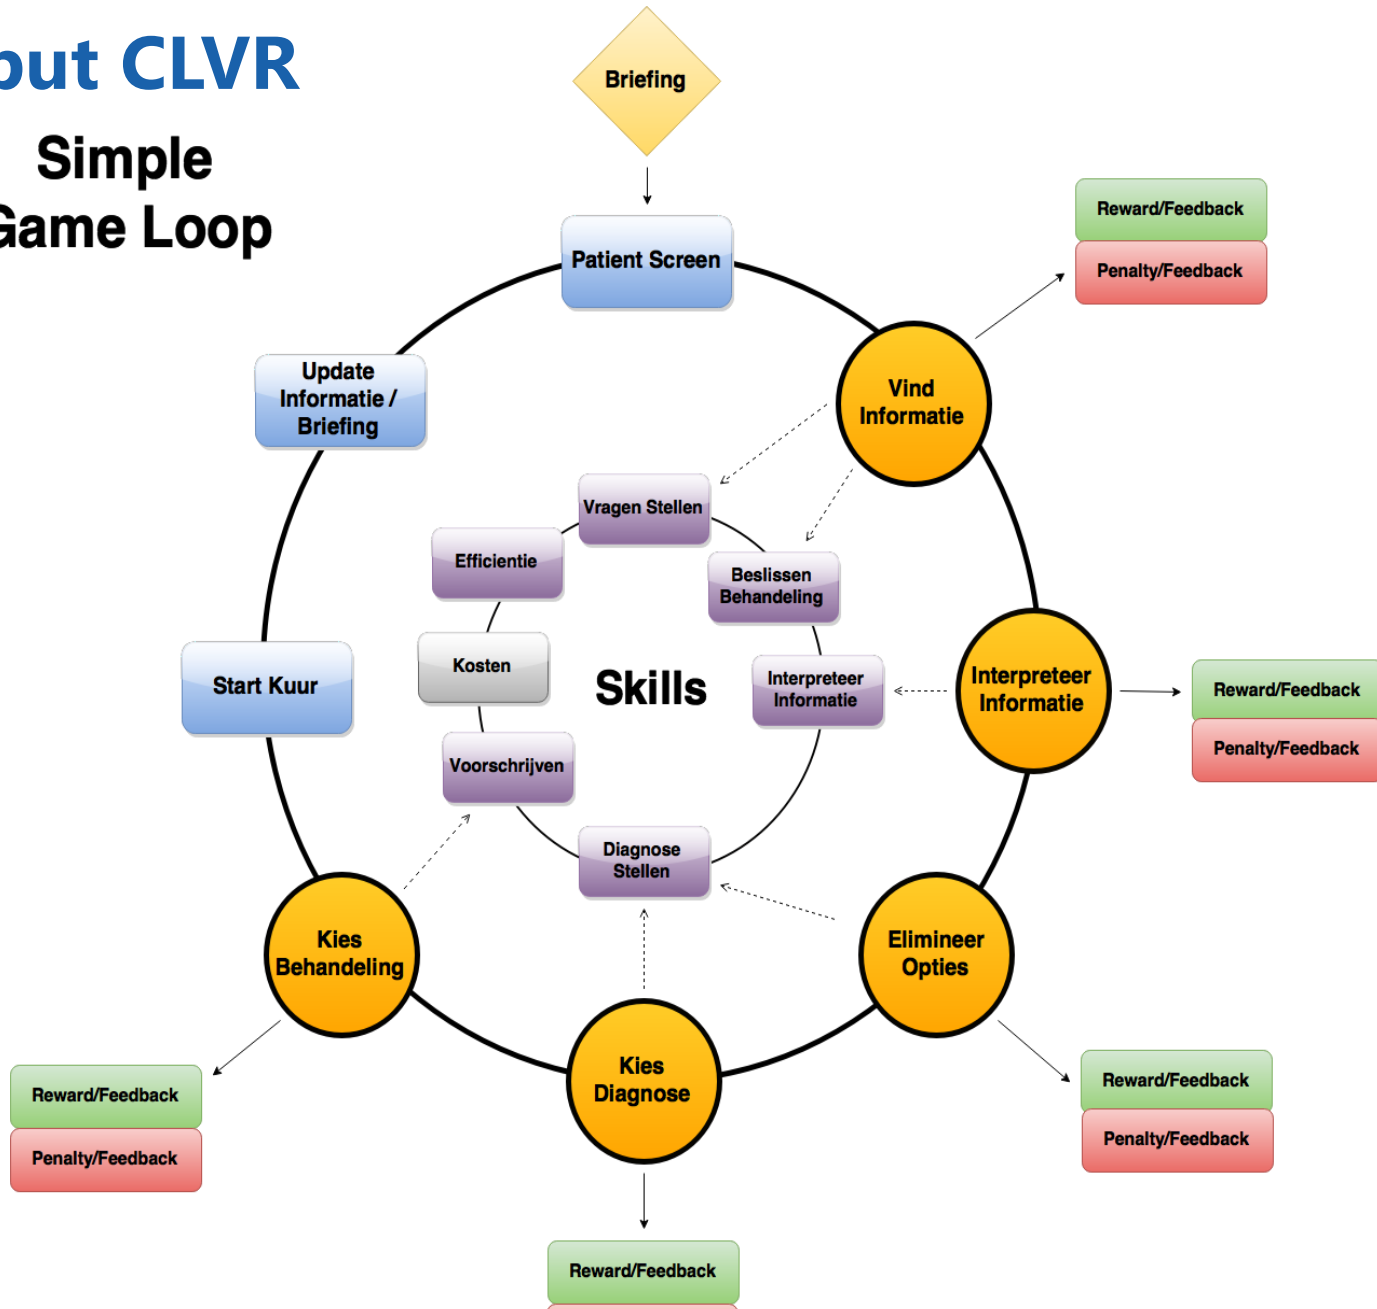 put CLVR
Simple
Game Loop
Briefing
Patient Screen
Reward/Feedback
Penalty/Feedback
Update
Informatie /
Briefing
Vind
Informatie
Vragen Stellen
Efficientie
Beslissen
Behandeling
Kosten
Skills
Interpreteer
Informatie
Interpreteer
Informatie
Reward/Feedback
Penalty/Feedback
Start Kuur
Voorschrijven
Diagnose
Stellen
Kies
Behandeling
Elimineer
Opties
Kies
Diagnose
Reward/Feedback
Penalty/Feedback
Reward/Feedback
Penalty/Feedback
Reward/Feedback